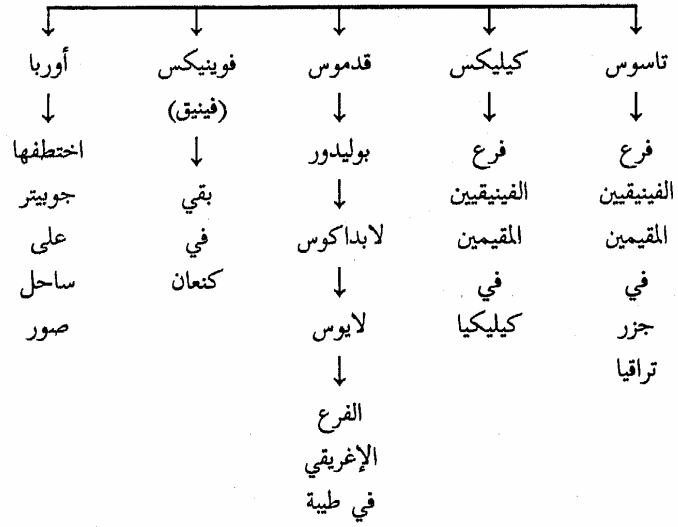 تاسوس
فرع
الفينيقيين
المقيمين
في
جزر
تراقيا
كيليكس
فرع
الفينيقيين
المقيمين
في
كيليكيا
قدموس
بوليدور
لابداكوس
لايوس
الفرع
الإغريقي
في طيبة
فوينيكس
(فينيق)
بقي
في
كنعان
أوربا
اختطفها
جوبيتر
على
ساحل
صور